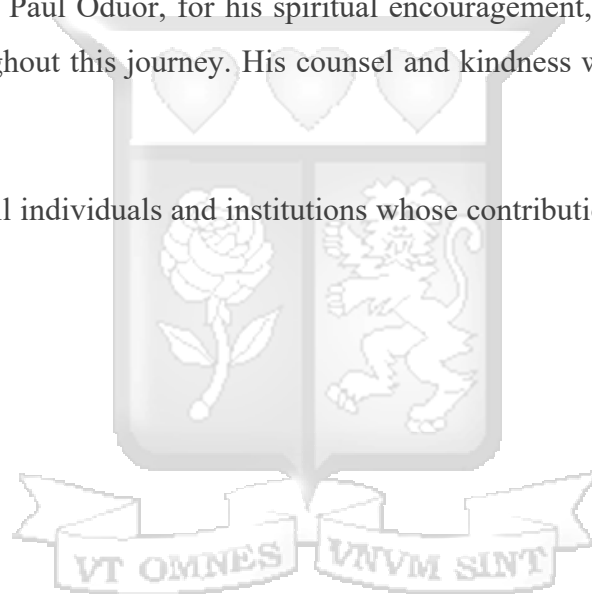 Paul Oduor, for his spiritual encouragement,
ghout this journey. His counsel and kindness w
ll individuals and institutions whose contributio
VT OMNES VNVM SINT